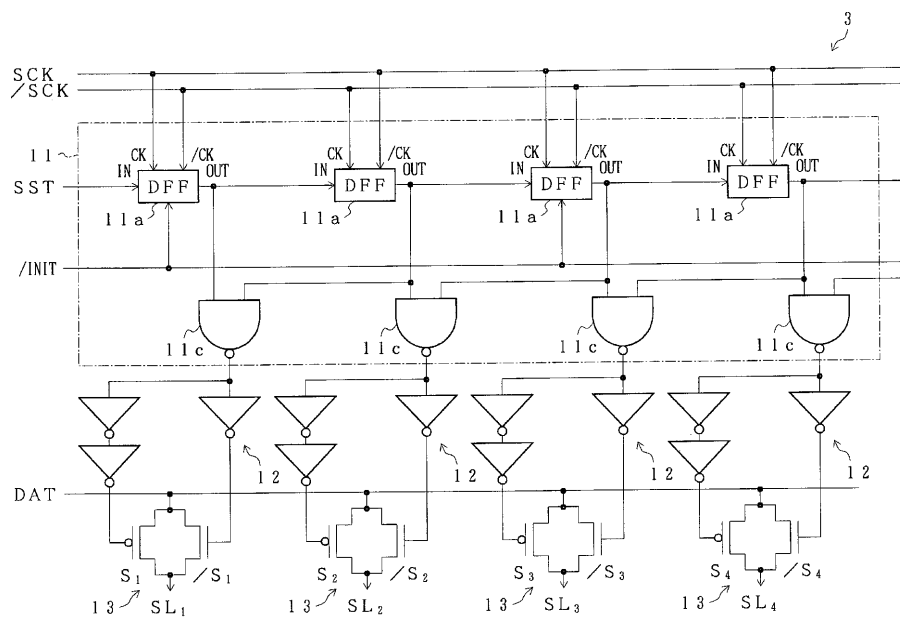 3
SCK
/SCK
11
CK /CK CK /CK CK /CK CK /CK
IN OUT IN OUT IN OUT IN OUT
SST DFF DFF DFF DFF
11a 11a 11a 11a
/INIT
11c 11c 11c 11c
12 12 12 12
DAT
S1 /S1 S2 /S2 S3 /S3 S4 /S4
13 SL1 13 SL2 13 SL3 13 SL4